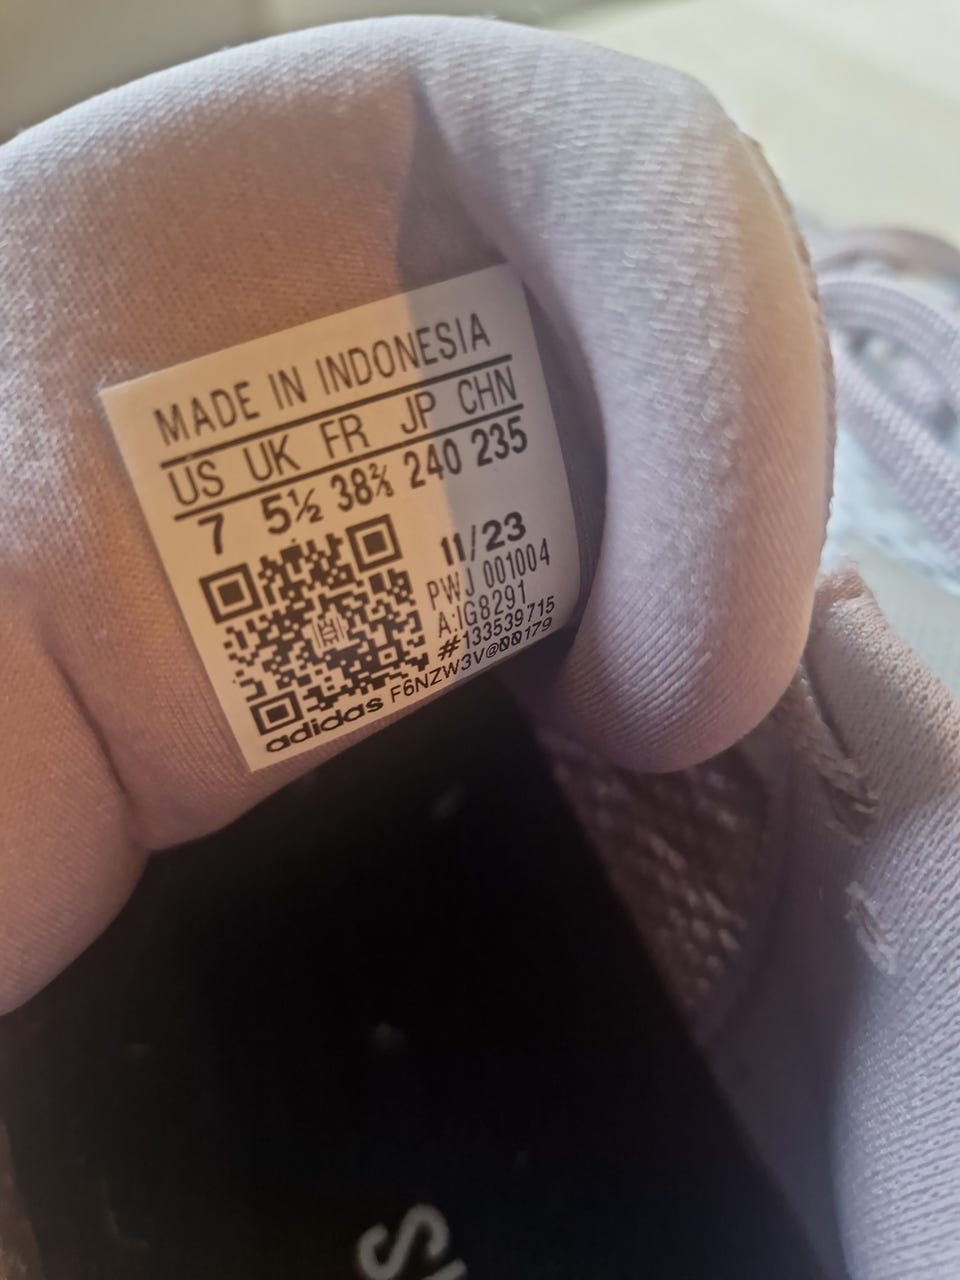 MADE IN INDONESIA
US UK FR JP CHN
7 5½ 38⅔ 240 235
11/23
PWJ 001004
A:IG8291
#133539715
F6NZW3V@00179
adidas